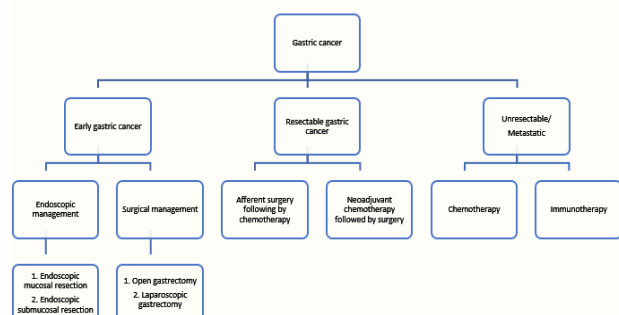 Gastric cancer
Early gastric cancer
Resectable gastric
cancer
Unresectable/
Metastatic
Endoscopic
management
Surgical management
Afferent surgery
following by
chemotherapy
Neoadjuvant
chemotherapy
followed by surgery
Chemotherapy
Immunotherapy
1. Endoscopic
mucosal resection
2. Endoscopic
submucosal resection
1. Open gastrectomy
2. Laparoscopic
gastrectomy